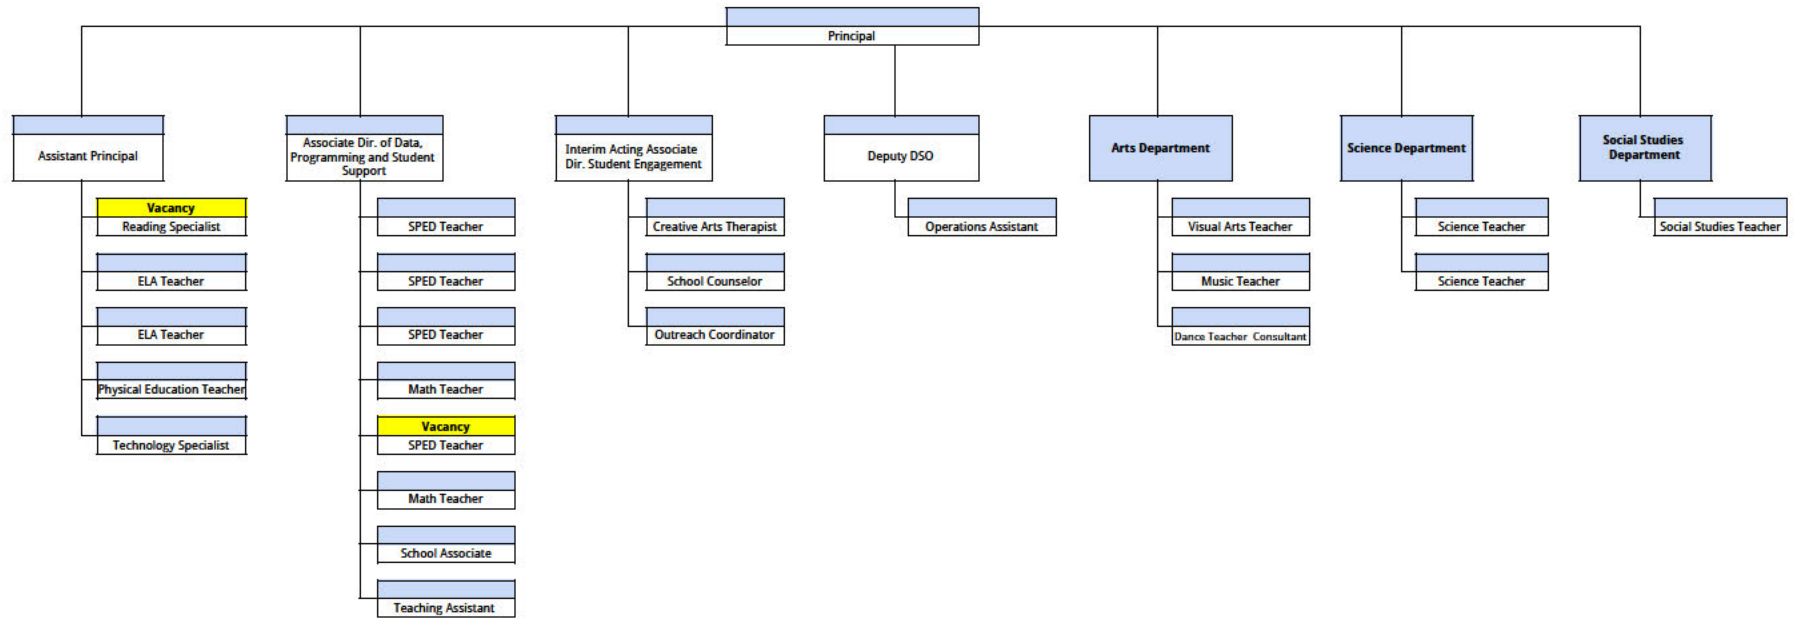 Principal
Assistant Principal
Vacancy
Reading Specialist
ELA Teacher
ELA Teacher
Physical Education Teacher
Technology Specialist
Associate Dir. of Data,
Programming and Student
Support
SPED Teacher
SPED Teacher
SPED Teacher
Math Teacher
Vacancy
SPED Teacher
Math Teacher
School Associate
Teaching Assistant
Interim Acting Associate
Dir. Student Engagement
Creative Arts Therapist
School Counselor
Outreach Coordinator
Deputy DSO
Operations Assistant
Arts Department
Visual Arts Teacher
Music Teacher
Dance Teacher Consultant
Science Department
Science Teacher
Science Teacher
Social Studies
Department
Social Studies Teacher